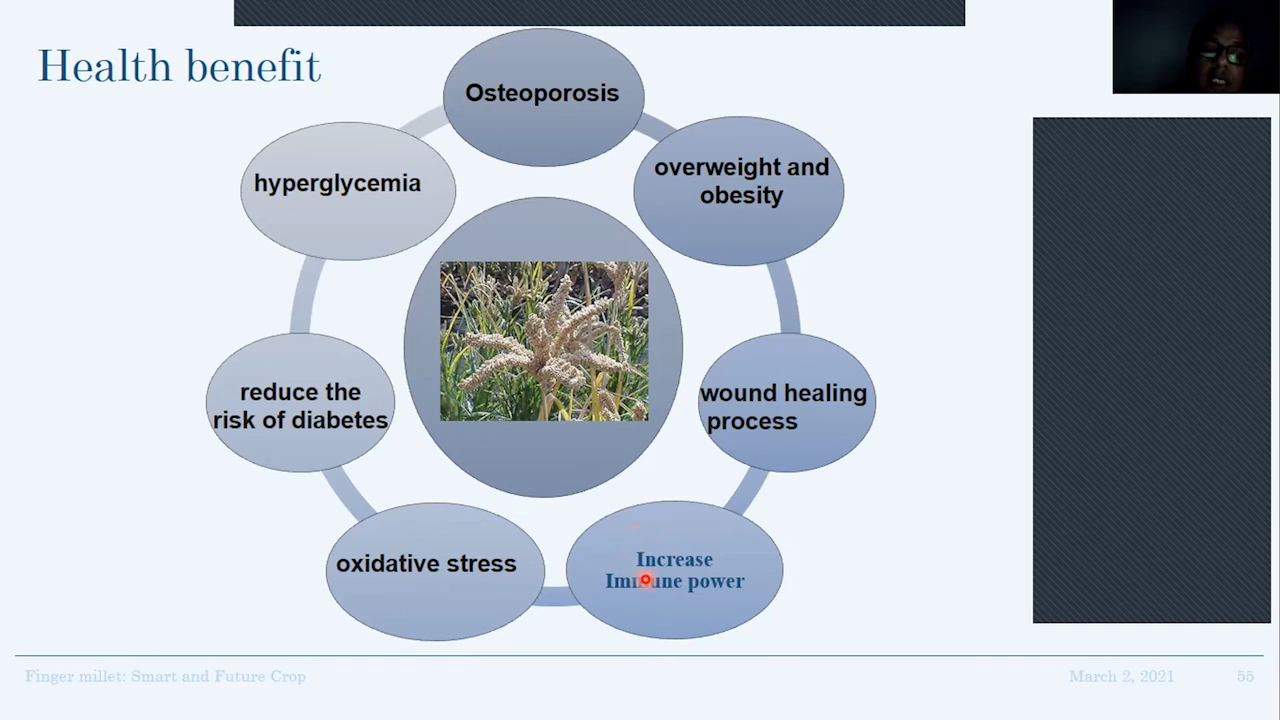 Health benefit
Osteoporosis
overweight and
obesity
wound healing
process
Increase
Immune power
oxidative stress
reduce the
risk of diabetes
hyperglycemia
Finger millet: Smart and Future Crop
March 2, 2021
55